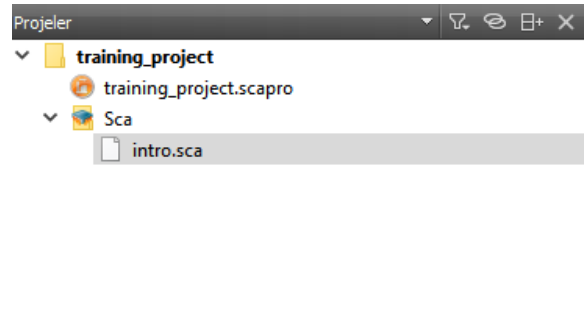 Projeler
training_project
training_project.scapro
Sca
intro.sca